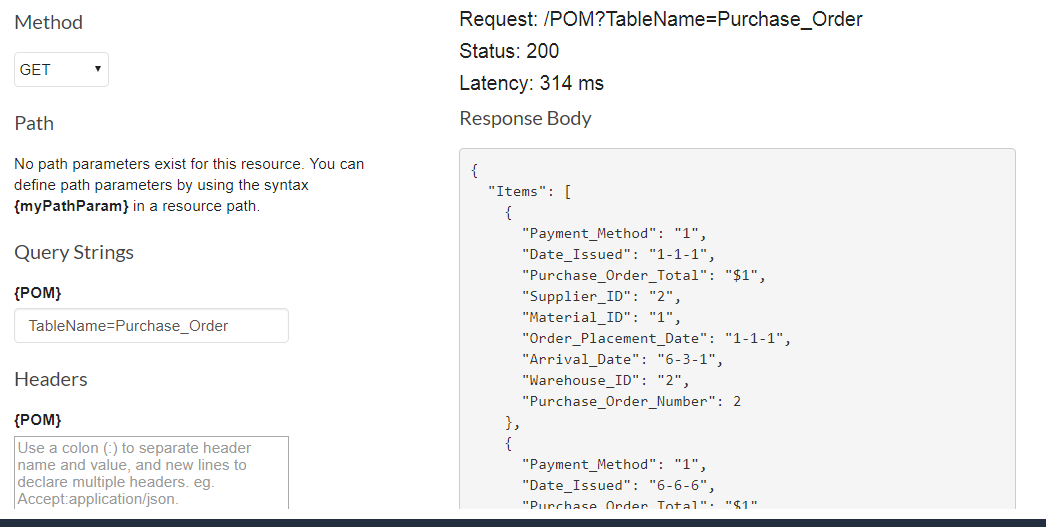 Method
GET
Path
No path parameters exist for this resource. You can
define path parameters by using the syntax
{myPathParam} in a resource path.
Query Strings
{POM}
TableName=Purchase_Order
Headers
{POM}
Use a colon (:) to separate header
name and value, and new lines to
declare multiple headers. eg.
Accept:application/json.
Request: /POM?TableName=Purchase_Order
Status: 200
Latency: 314 ms
Response Body
{
"Items": [
{
"Payment_Method": "1",
"Date_Issued": "1-1-1",
"Purchase_Order_Total": "$1",
"Supplier_ID": "2",
"Material_ID": "1",
"Order_Placement_Date": "1-1-1",
"Arrival_Date": "6-3-1",
"Warehouse_ID": "2",
"Purchase_Order_Number": 2
},
{
"Payment_Method": "1",
"Date_Issued": "6-6-6",
"Purchase_Order_Total": "$1"